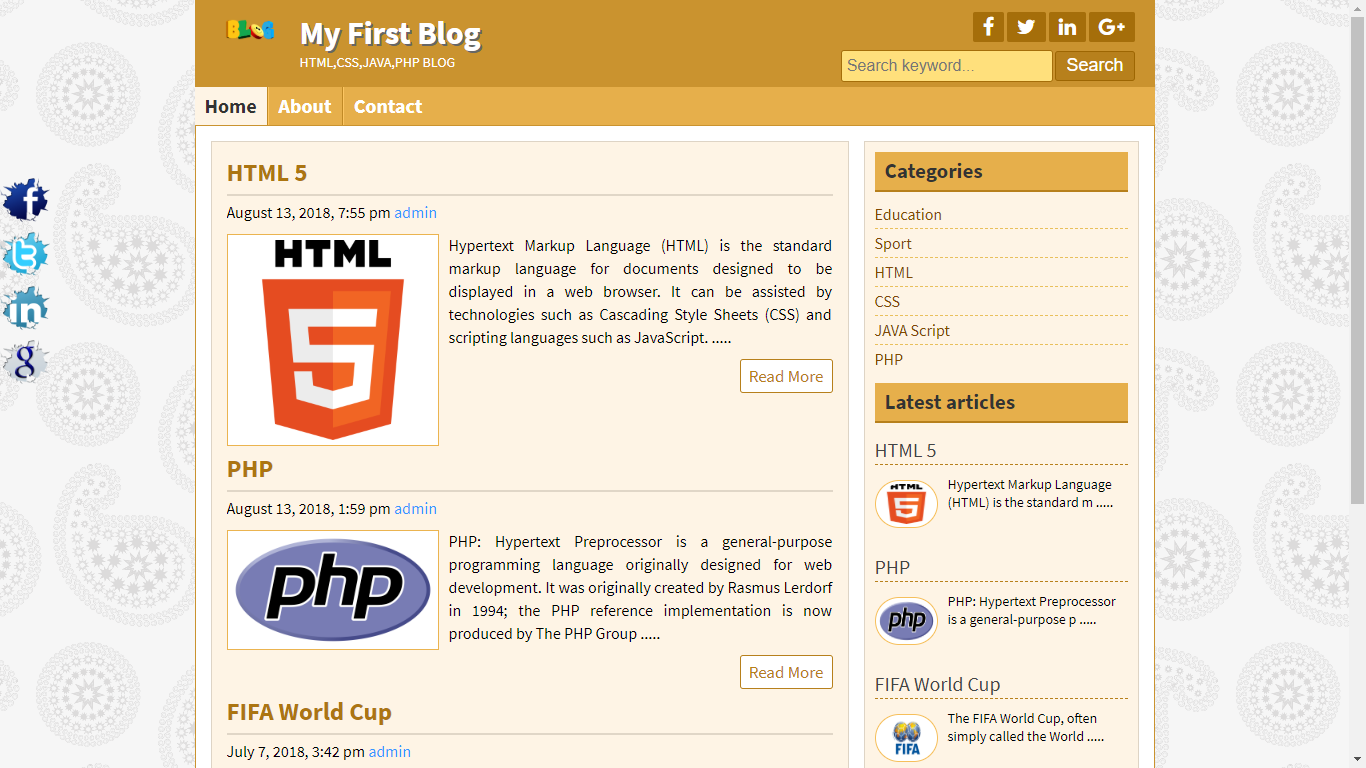 BLOG
My First Blog
HTML,CSS,JAVA,PHP BLOG
f
in
G+
Search keyword...
Search
Home
About
Contact
f
t
in
g
HTML 5
August 13, 2018, 7:55 pm admin
HTML
5
Hypertext Markup Language (HTML) is the standard
markup language for documents designed to be
displayed in a web browser. It can be assisted by
technologies such as Cascading Style Sheets (CSS) and
scripting languages such as JavaScript. .....
Read More
PHP
August 13, 2018, 1:59 pm admin
php
PHP: Hypertext Preprocessor is a general-purpose
programming language originally designed for web
development. It was originally created by Rasmus Lerdorf
in 1994; the PHP reference implementation is now
produced by The PHP Group .....
Read More
FIFA World Cup
July 7, 2018, 3:42 pm admin
Categories
Education
Sport
HTML
CSS
JAVA Script
PHP
Latest articles
HTML 5
HTML
5
Hypertext Markup Language
(HTML) is the standard m .....
PHP
php
PHP: Hypertext Preprocessor
is a general-purpose p .....
FIFA World Cup
FIFA
The FIFA World Cup, often
simply called the World .....